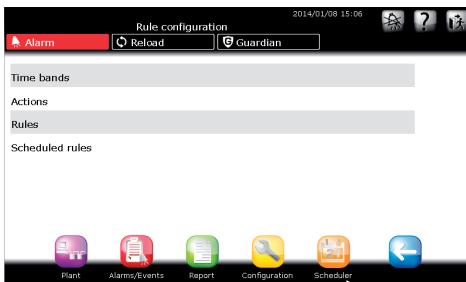 2014/01/08 15:06
Rule configuration
Alarm Reload Guardian
Time bands
Actions
Rules
Scheduled rules
Plant Alarms/Events Report Configuration Scheduler